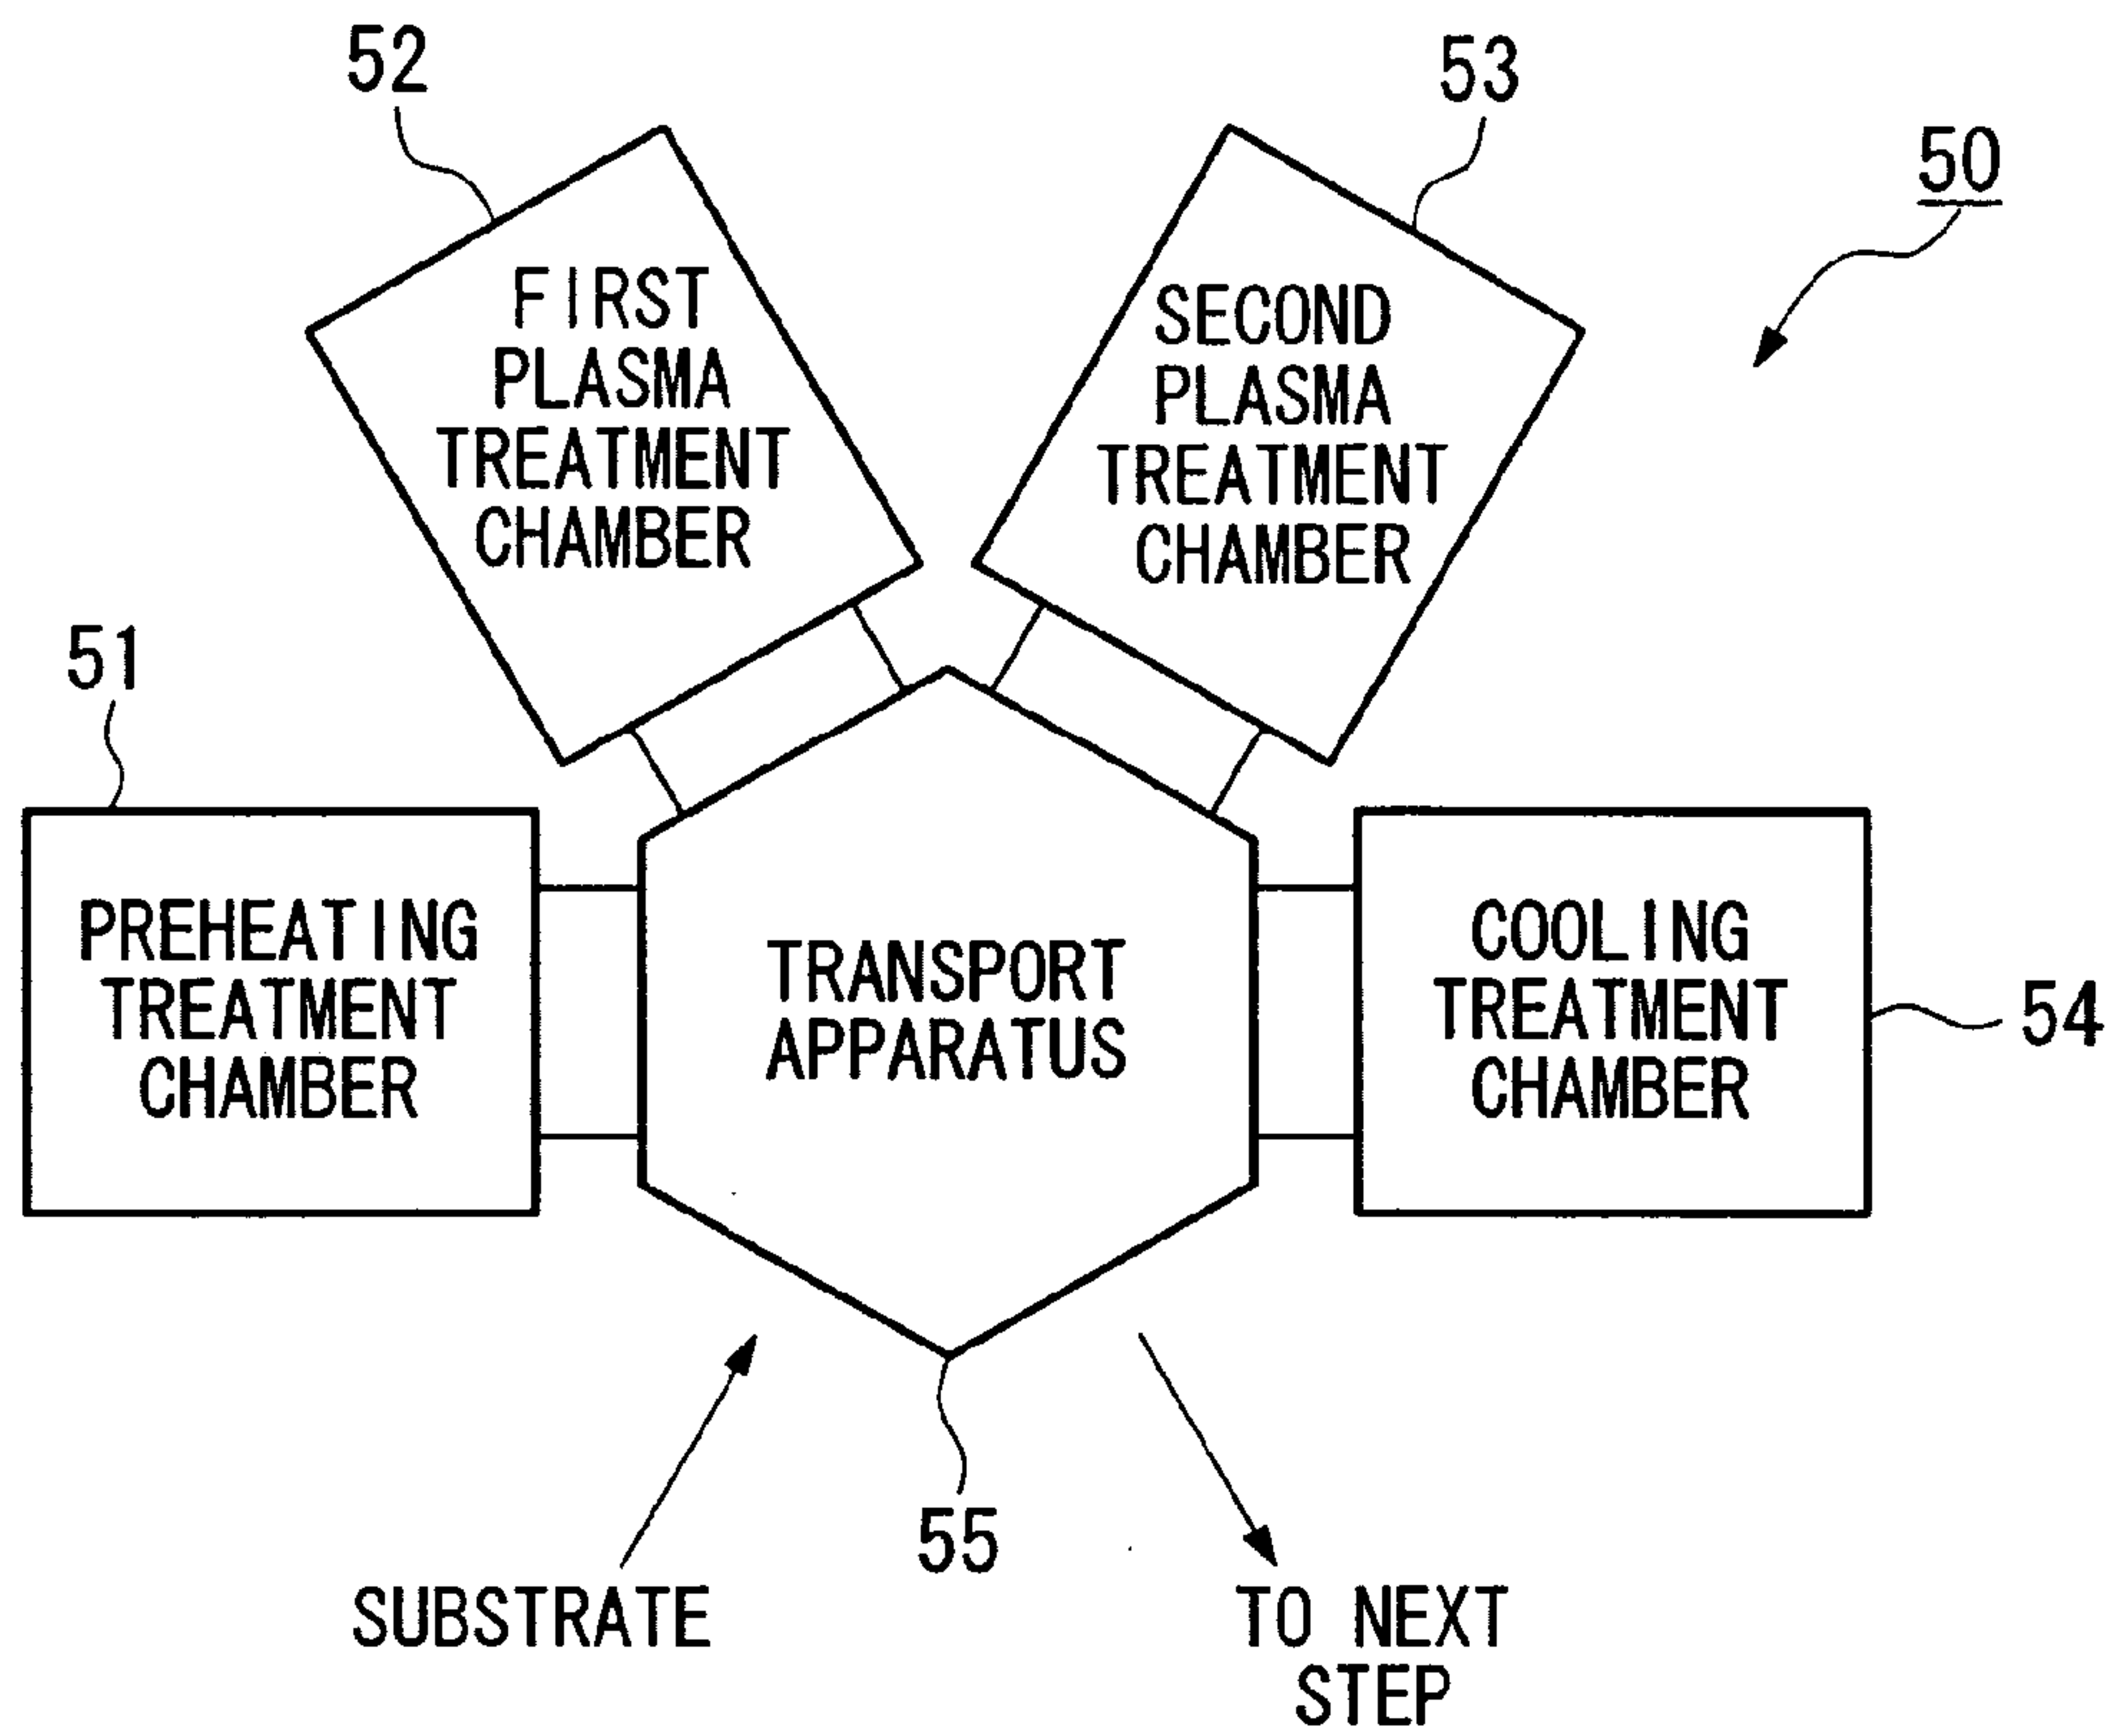 52
53
50
FIRST
PLASMA
TREATMENT
CHAMBER
SECOND
PLASMA
TREATMENT
CHAMBER
51
PREHEATING
TREATMENT
CHAMBER
TRANSPORT
APPARATUS
COOLING
TREATMENT
CHAMBER
54
55
SUBSTRATE
TO NEXT
STEP